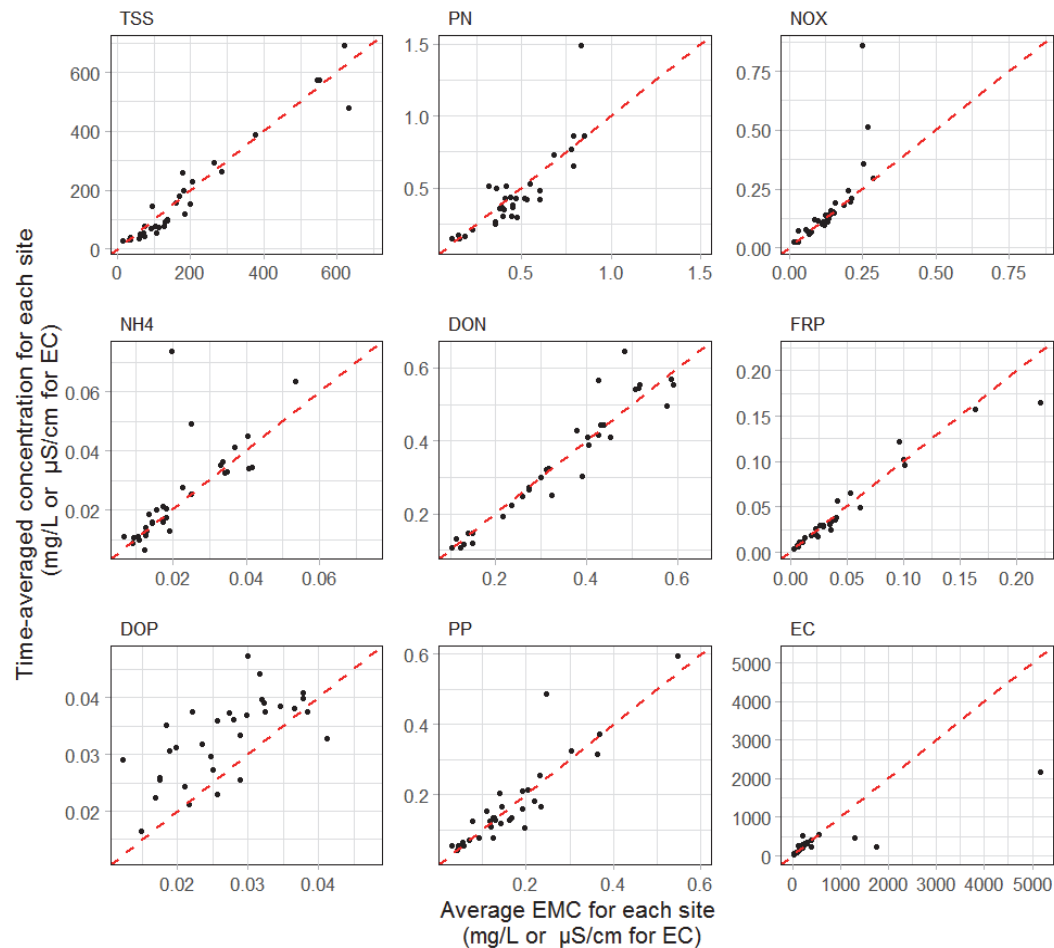 TSS PN NOX
600
400
200
0
0 200 400 600
1.5
1.0
0.5
0.5 1.0 1.5
0.75
0.50
0.25
0.00
0.00 0.25 0.50 0.75
Time-averaged concentration for each site
(mg/L or µS/cm for EC)
NH4 DON FRP
0.06
0.04
0.02
0.02 0.04 0.06
0.6
0.4
0.2
0.2 0.4 0.6
0.20
0.15
0.10
0.05
0.00
0.00 0.05 0.10 0.15 0.20
DOP PP EC
0.04
0.03
0.02
0.02 0.03 0.04
0.6
0.4
0.2
0.0 0.2 0.4 0.6
5000
4000
3000
2000
1000
0
0 1000 2000 3000 4000 5000
Average EMC for each site
(mg/L or µS/cm for EC)